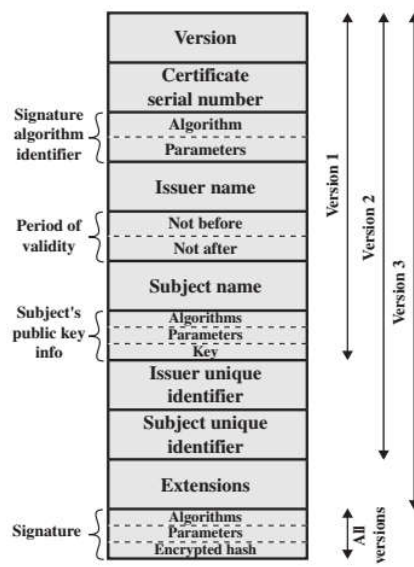 Version
Certificate
serial number
Signature
algorithm
identifier
Algorithm
Parameters
Issuer name
Period of
validity
Not before
Not after
Subject name
Subject's
public key
info
Algorithms
Parameters
Key
Issuer unique
identifier
Subject unique
identifier
Extensions
Signature
Algorithms
Parameters
Encrypted hash
Version 1
Version 2
Version 3
All
versions